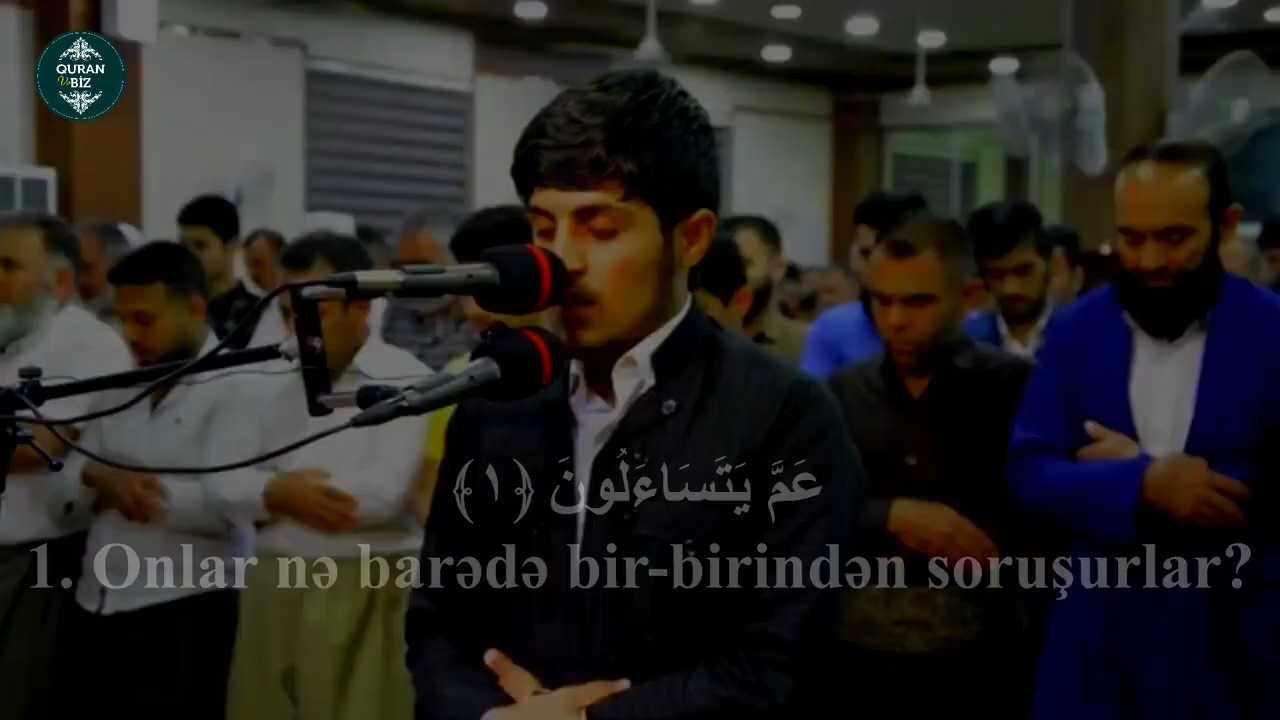 QURAN
Və BİZ
عَمَّ يَتَسَاءَلُونَ ﴿١﴾
1. Onlar nə barədə bir-birindən soruşurlar?